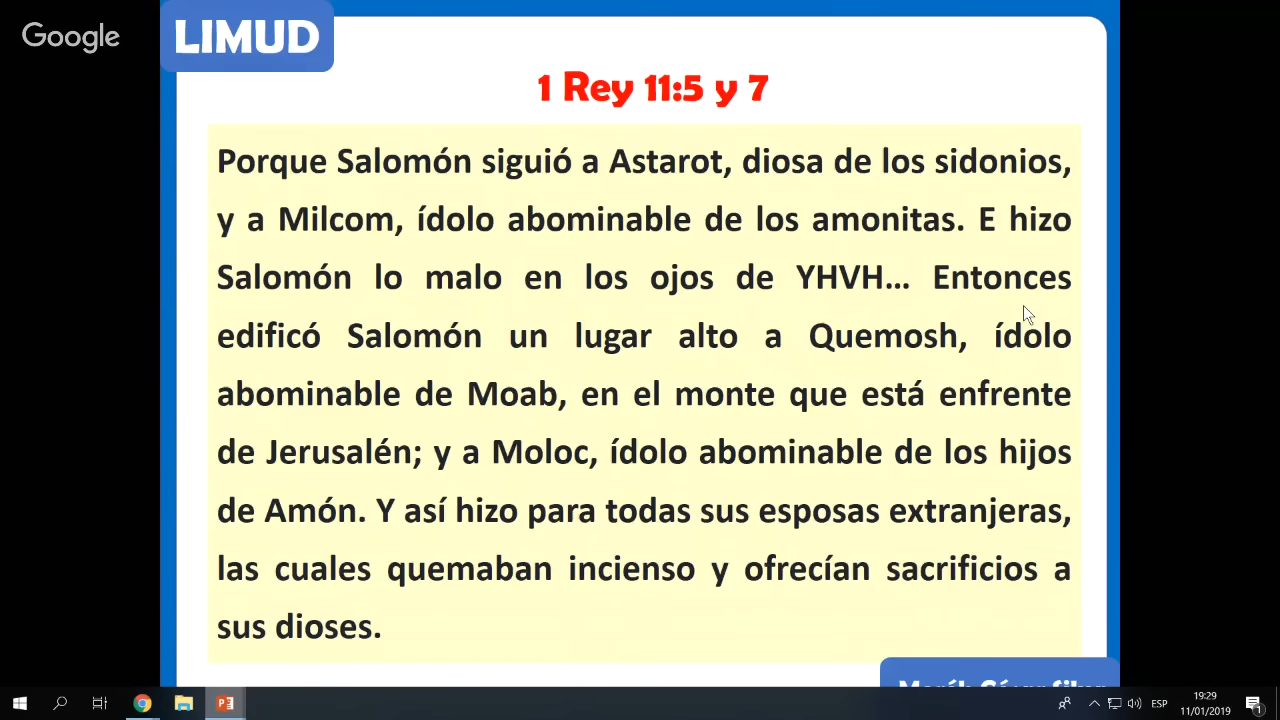 Google
LIMUD
1 Rey 11:5 y 7
Porque Salomón siguió a Astarot, diosa de los sidonios,
y a Milcom, ídolo abominable de los amonitas. E hizo
Salomón lo malo en los ojos de YHVH... Entonces
edificó Salomón un lugar alto a Quemosh, ídolo
abominable de Moab, en el monte que está enfrente
de Jerusalén; y a Moloc, ídolo abominable de los hijos
de Amón. Y así hizo para todas sus esposas extranjeras,
las cuales quemaban incienso y ofrecían sacrificios a
sus dioses.
ESP
19:29
11/01/2019
1